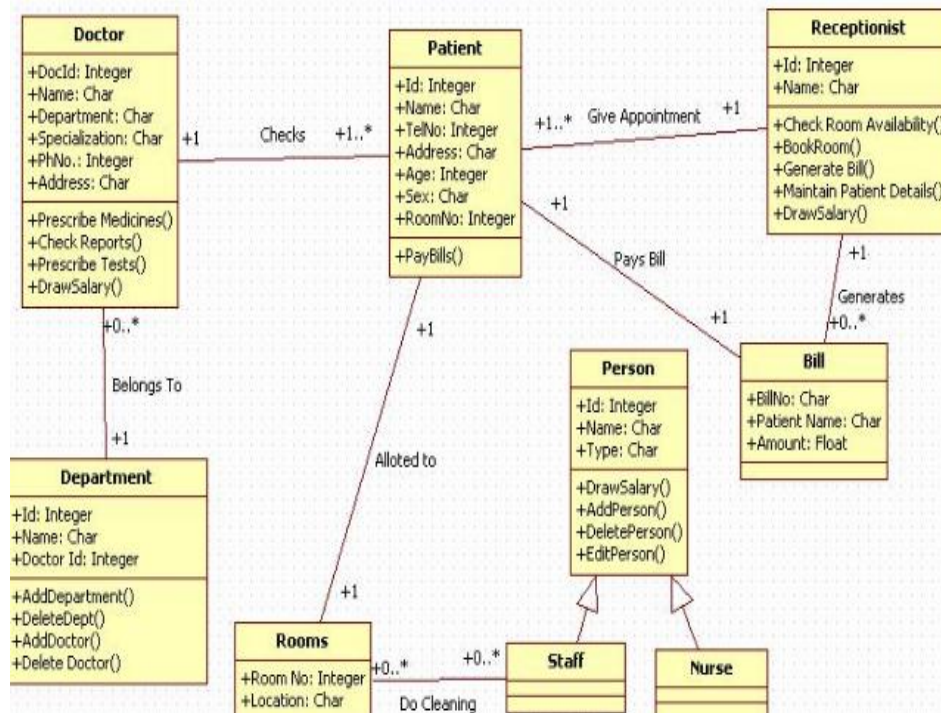 Doctor
+DocId: Integer
+Name: Char
+Department: Char
+Specialization: Char
+PhNo.: Integer
+Address: Char
+Prescribe Medicines()
+Check Reports()
+Prescribe Tests()
+DrawSalary()
+1
Checks
+1..*
Patient
+Id: Integer
+Name: Char
+TelNo: Integer
+Address: Char
+Age: Integer
+Sex: Char
+RoomNo: Integer
+PayBills()
+1..*
Give Appointment
+1
Receptionist
+Id: Integer
+Name: Char
+Check Room Availability()
+BookRoom()
+Generate Bill()
+Maintain Patient Details()
+DrawSalary()
+1
Pays Bill
+1
+1
Generates
+0..*
Bill
+BillNo: Char
+Patient Name: Char
+Amount: Float
+0..*
Belongs To
+1
Department
+Id: Integer
+Name: Char
+Doctor Id: Integer
+AddDepartment()
+DeleteDept()
+AddDoctor()
+Delete Doctor()
+1
Alloted to
+1
Person
+Id: Integer
+Name: Char
+Type: Char
+DrawSalary()
+AddPerson()
+DeletePerson()
+EditPerson()
Rooms
+Room No: Integer
+Location: Char
+0..*
+0..*
Do Cleaning
Staff
Nurse